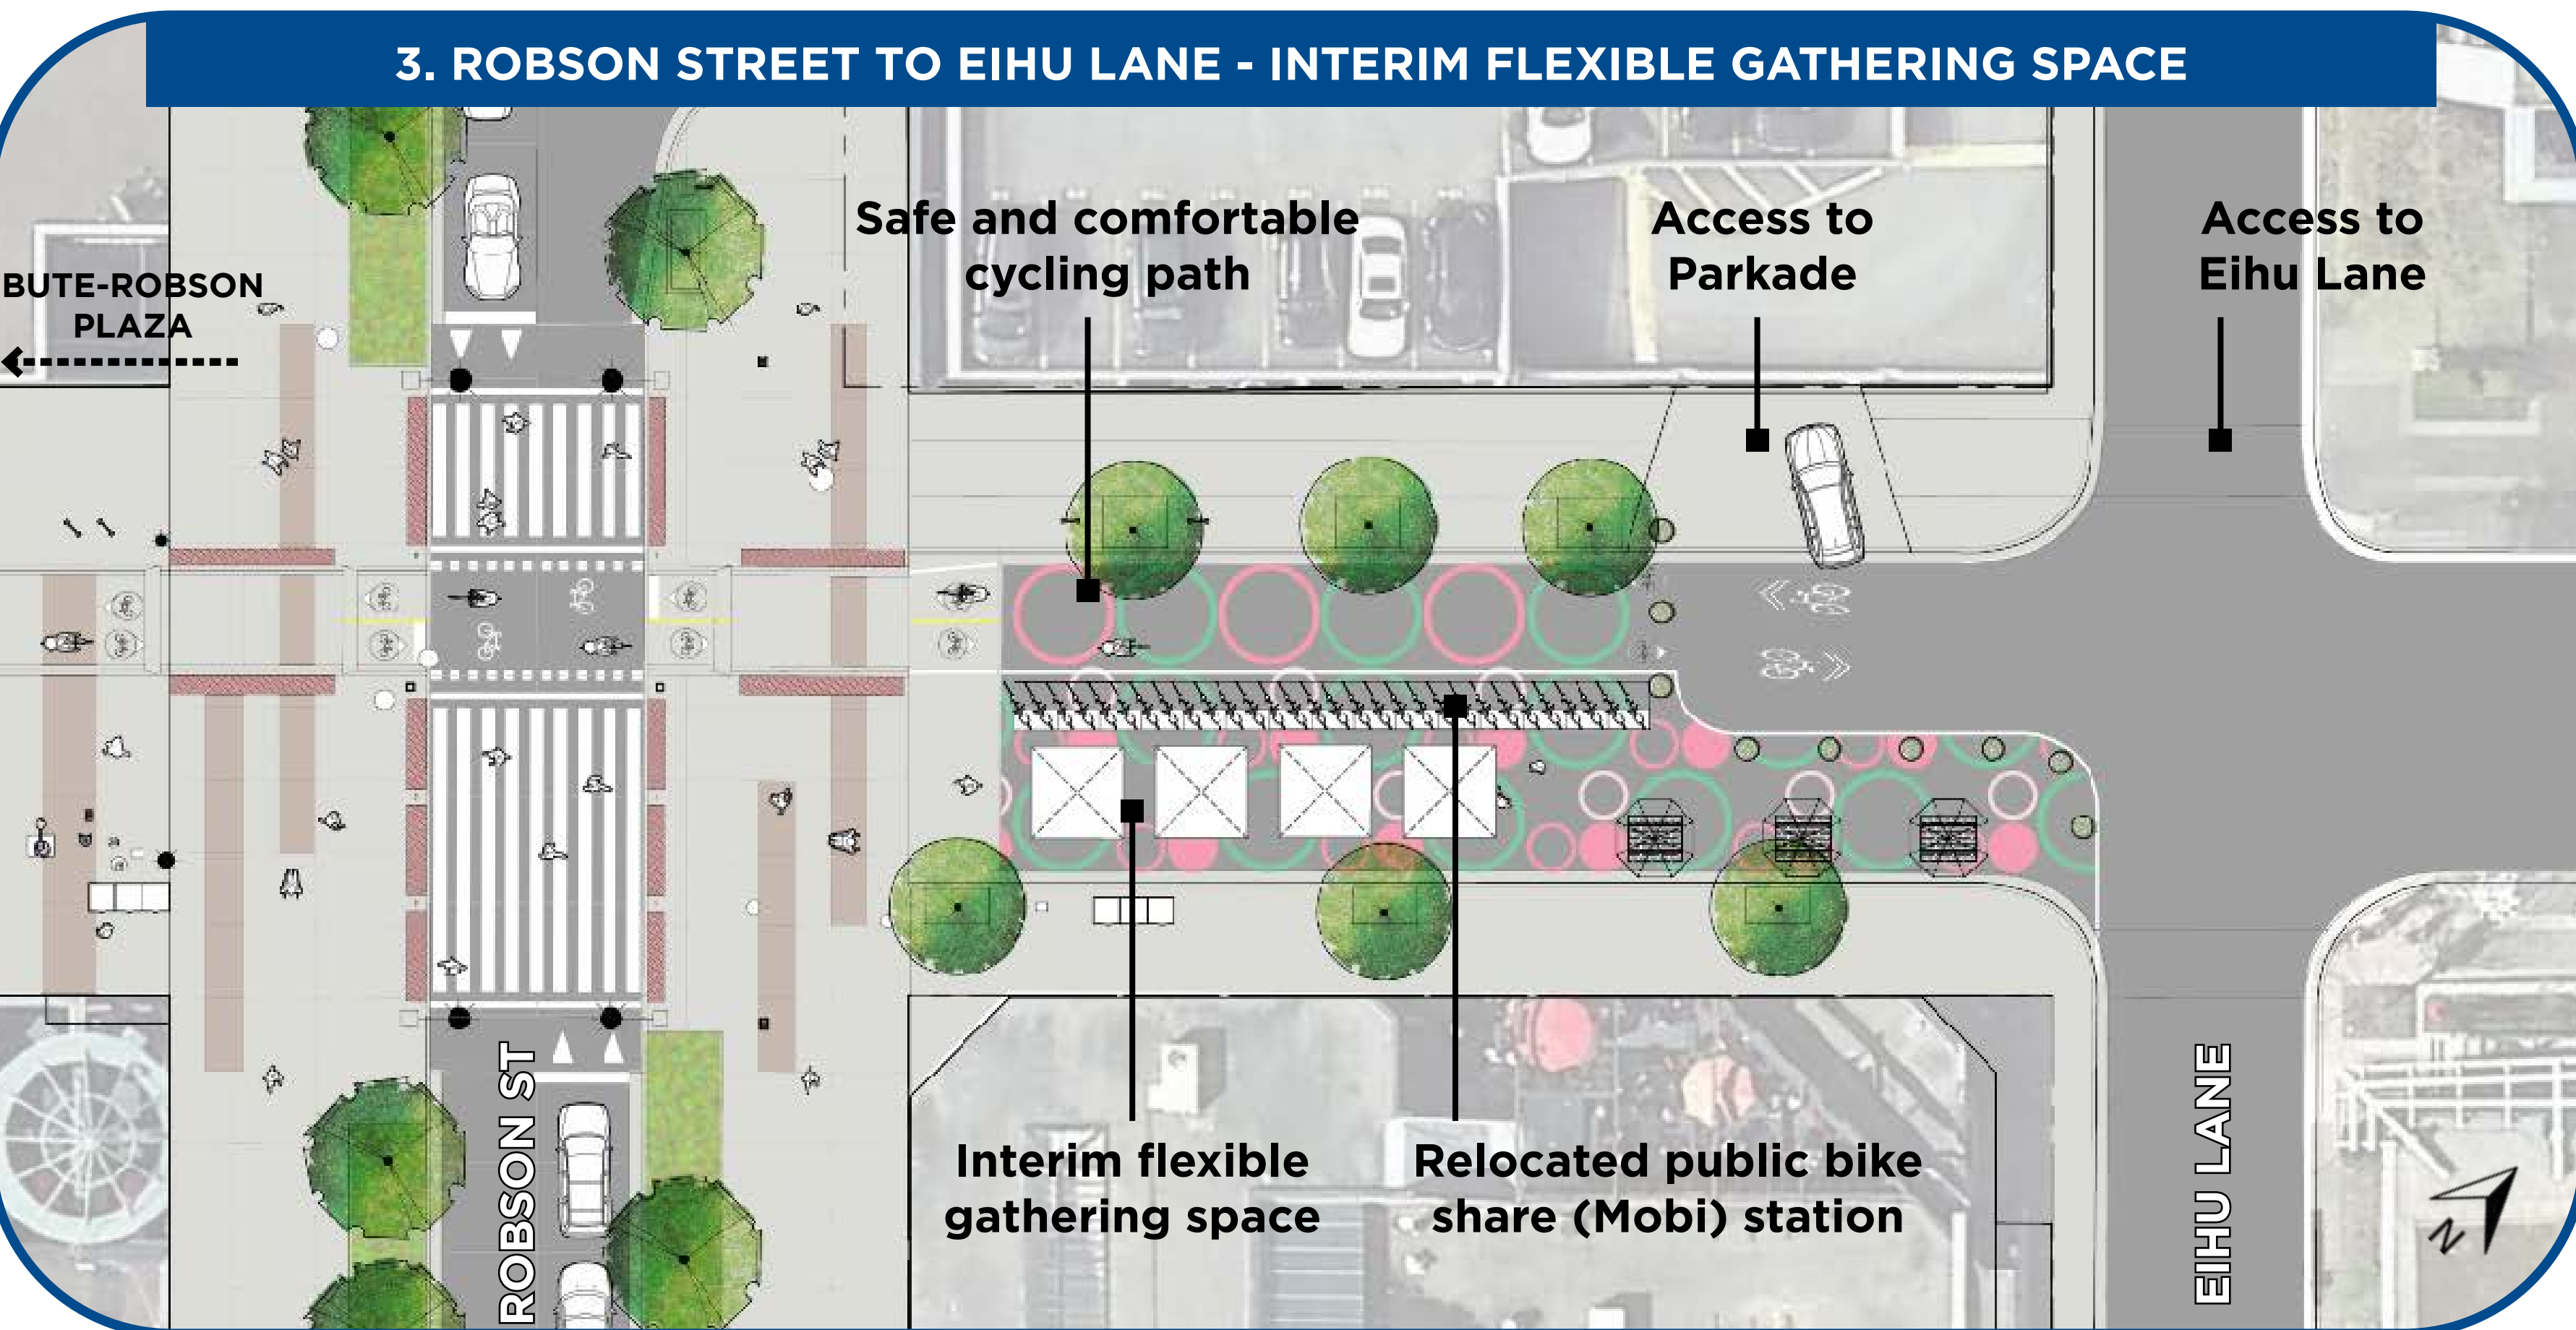 3. ROBSON STREET TO EIHU LANE - INTERIM FLEXIBLE GATHERING SPACE
Safe and comfortable
cycling path
Access to
Parkade
Access to
Eihu Lane
BUTE-ROBSON
PLAZA
Interim flexible
gathering space
Relocated public bike
share (Mobi) station
ROBSON ST
EIHU LANE
N